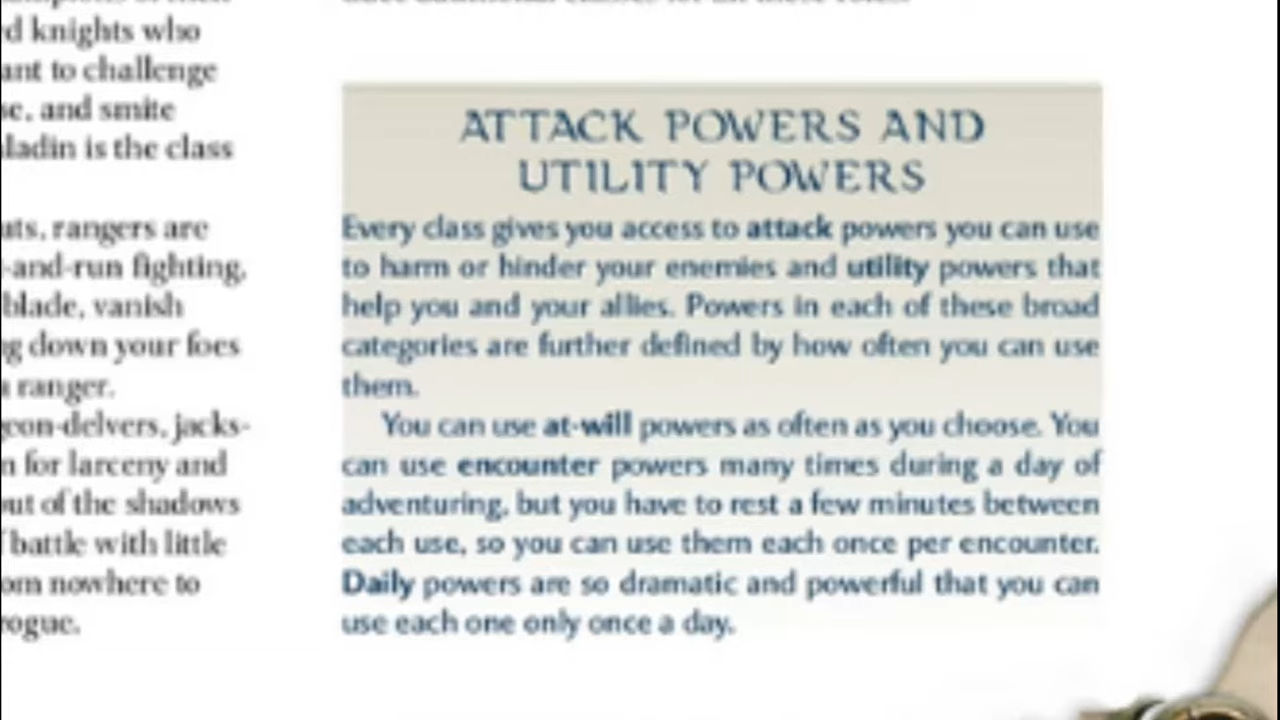 d knights who
ant to challenge
se, and smite
ladin is the class
uts, rangers are
-and-run fighting.
blade, vanish
g down your foes
a ranger.
eon-delvers, jacks-
n for larceny and
out of the shadows
battle with little
om nowhere to
rogue.
ATTACK POWERS AND
UTILITY POWERS
Every class gives you access to attack powers you can use
to harm or hinder your enemies and utility powers that
help you and your allies. Powers in each of these broad
categories are further defined by how often you can use
them.
You can use at-will powers as often as you choose. You
can use encounter powers many times during a day of
adventuring, but you have to rest a few minutes between
each use, so you can use them each once per encounter.
Daily powers are so dramatic and powerful that you can
use each one only once a day.